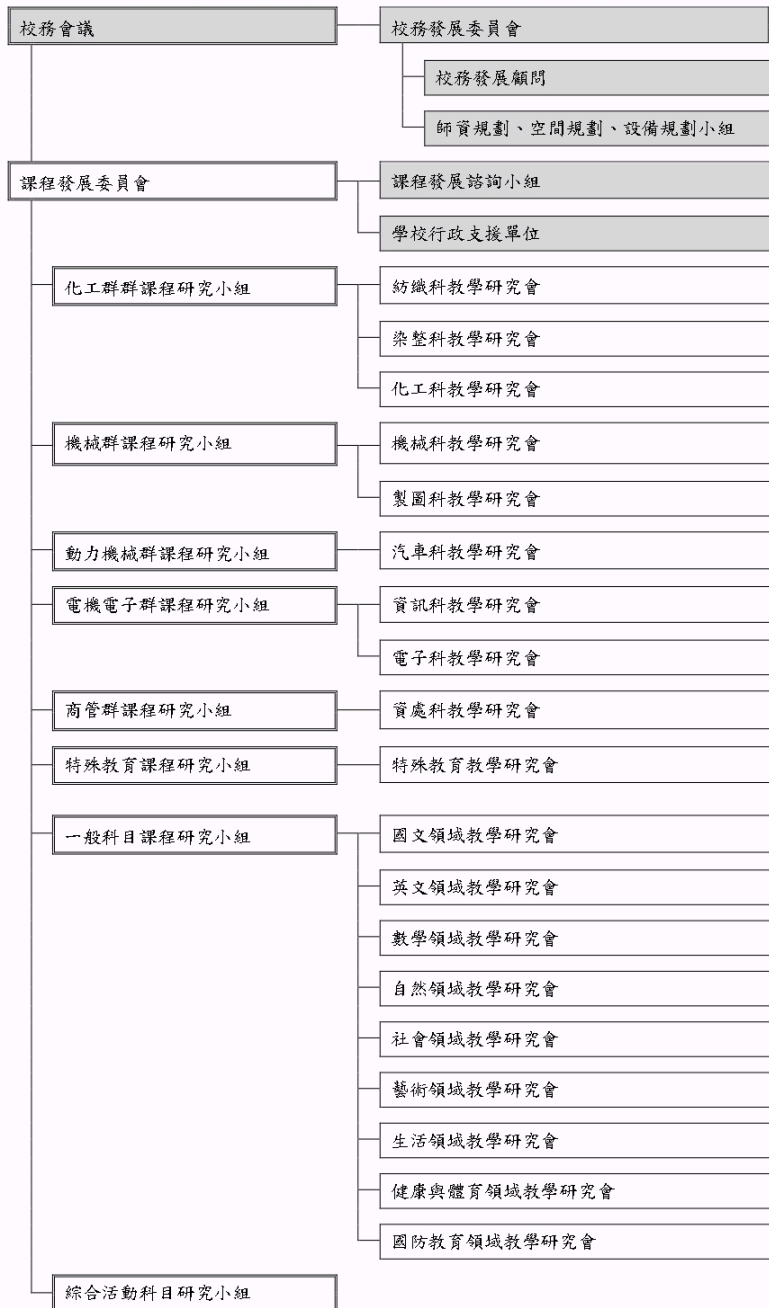 校務會議
校務發展委員會
校務發展顧問
師資規劃、空間規劃、設備規劃小組
課程發展委員會
課程發展諮詢小組
學校行政支援單位
化工群群課程研究小組
紡織科教學研究會
染整科教學研究會
化工科教學研究會
機械群課程研究小組
機械科教學研究會
製圖科教學研究會
動力機械群課程研究小組
汽車科教學研究會
電機電子群課程研究小組
資訊科教學研究會
電子科教學研究會
商管群課程研究小組
資處科教學研究會
特殊教育課程研究小組
特殊教育教學研究會
一般科目課程研究小組
國文領域教學研究會
英文領域教學研究會
數學領域教學研究會
自然領域教學研究會
社會領域教學研究會
藝術領域教學研究會
生活領域教學研究會
健康與體育領域教學研究會
國防教育領域教學研究會
綜合活動科目研究小組